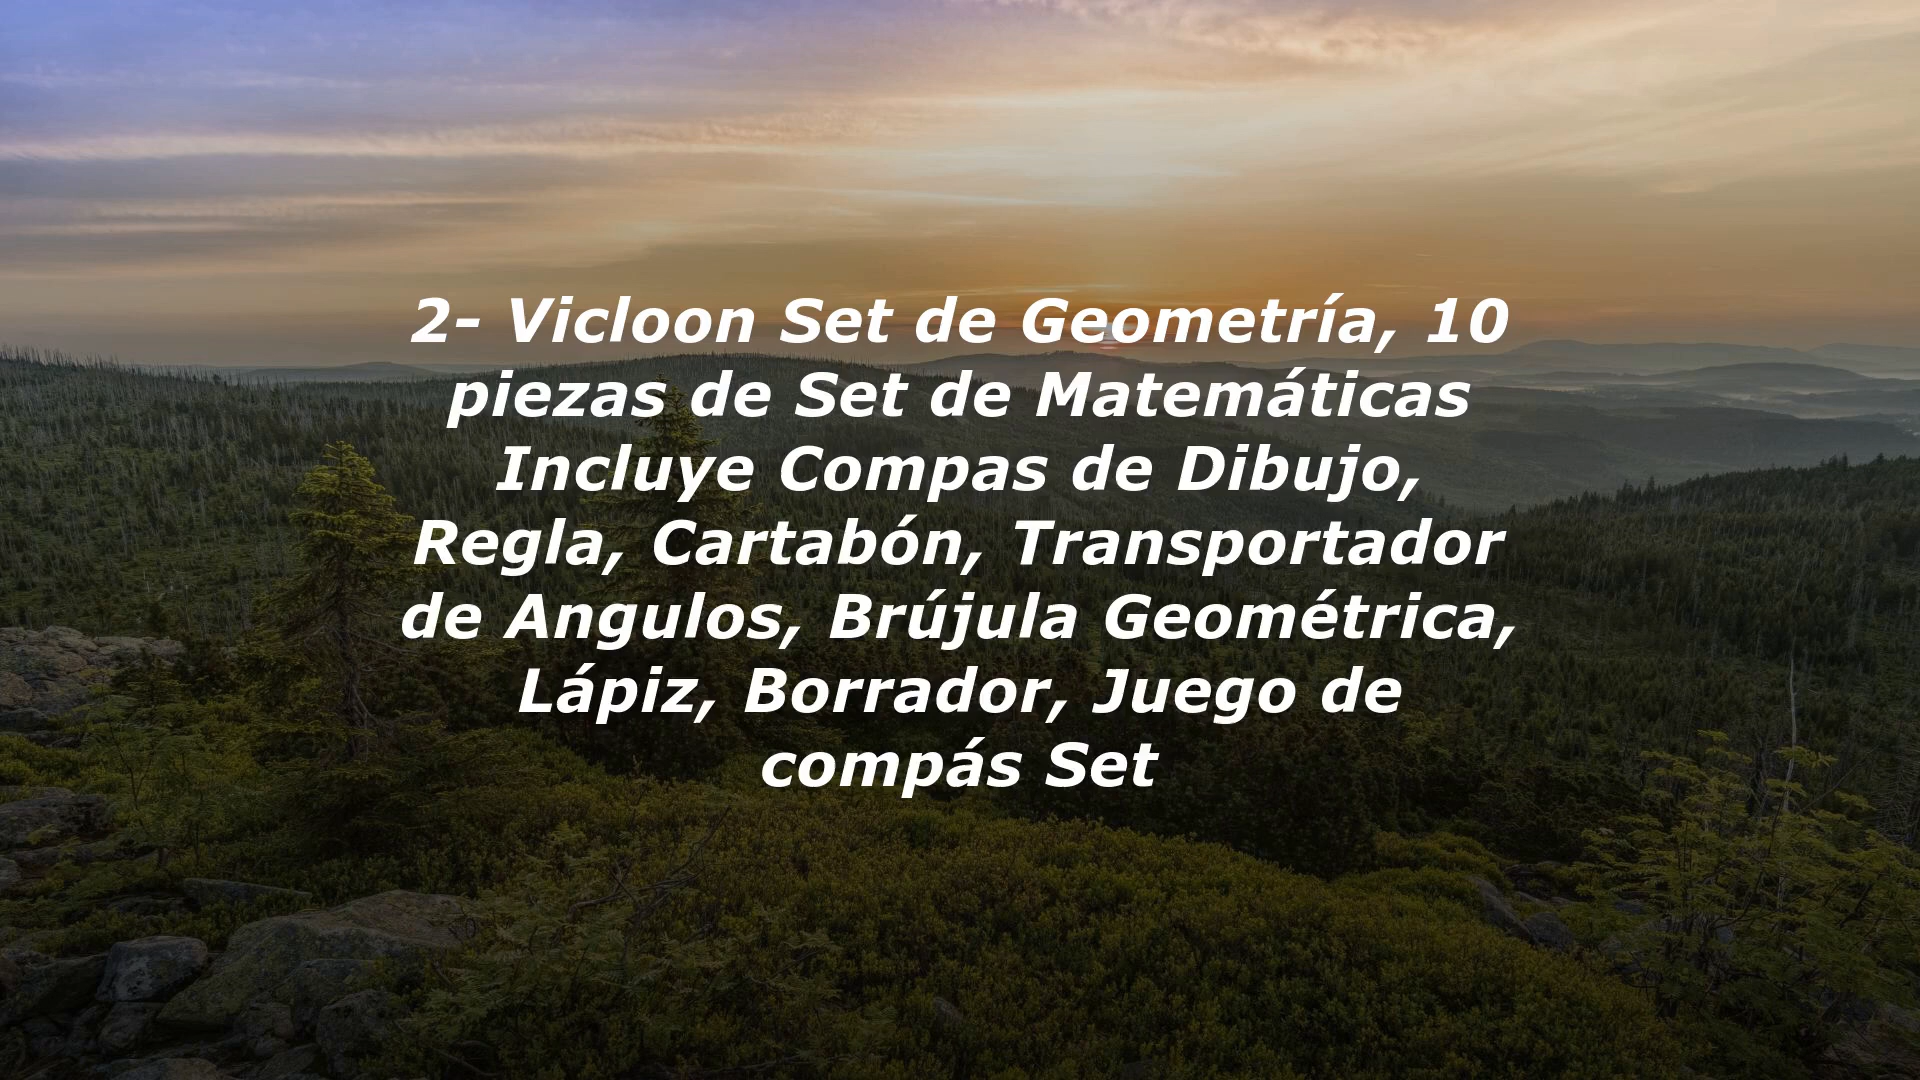 2- Vicloon Set de Geometría, 10
piezas de Set de Matemáticas
Incluye Compas de Dibujo,
Regla, Cartabón, Transportador
de Angulos, Brújula Geométrica,
Lápiz, Borrador, Juego de
compás Set